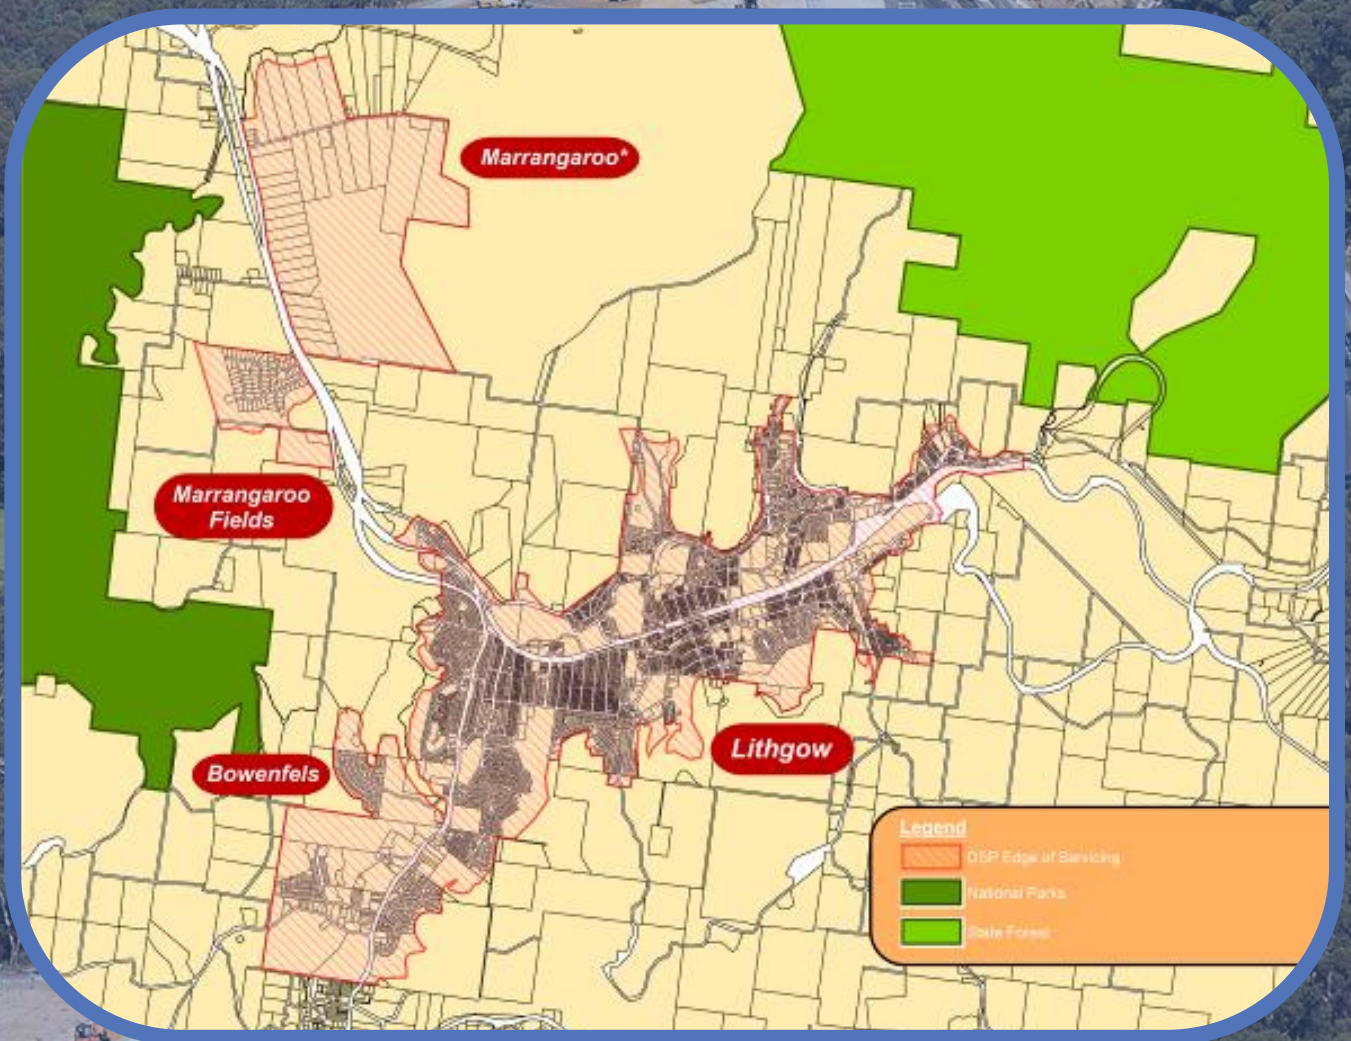 Marrangaroo*
Marrangaroo
Fields
Lithgow
Bowenfels
Legend
DSP Edge of Servicing
National Parks
State Forest